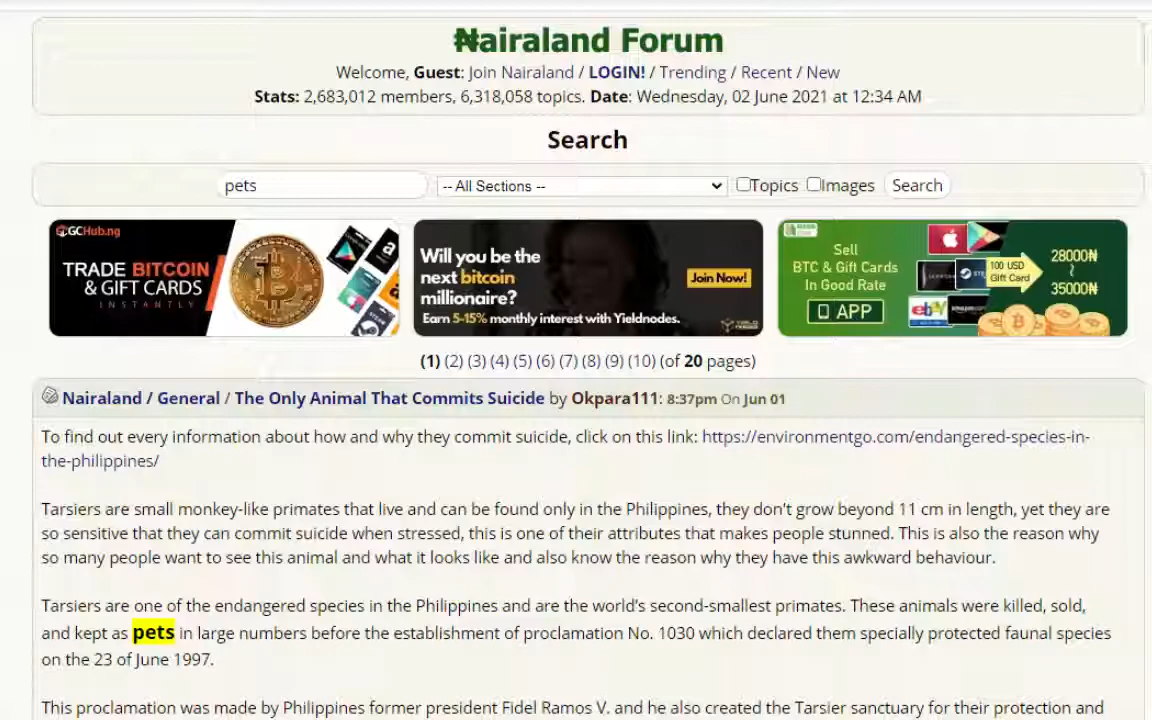 ₦airaland Forum
Welcome, Guest: Join Nairaland / LOGIN! / Trending / Recent / New
Stats: 2,683,012 members, 6,318,058 topics. Date: Wednesday, 02 June 2021 at 12:34 AM
Search
pets -- All Sections -- Topics Images Search
GCHub.ng
TRADE BITCOIN
& GIFT CARDS
INSTANTLY
Will you be the
next bitcoin
millionaire?
Join Now!
Earn 5-15% monthly interest with Yieldnodes.
Sell
BTC & Gift Cards
In Good Rate
APP
100 USD
Gift Card
28000₦
~
35000₦
ebay
(1) (2) (3) (4) (5) (6) (7) (8) (9) (10) (of 20 pages)
Nairaland / General / The Only Animal That Commits Suicide by Okpara111: 8:37pm On Jun 01
To find out every information about how and why they commit suicide, click on this link: https://environmentgo.com/endangered-species-in-
the-philippines/
Tarsiers are small monkey-like primates that live and can be found only in the Philippines, they don't grow beyond 11 cm in length, yet they are
so sensitive that they can commit suicide when stressed, this is one of their attributes that makes people stunned. This is also the reason why
so many people want to see this animal and what it looks like and also know the reason why they have this awkward behaviour.
Tarsiers are one of the endangered species in the Philippines and are the world's second-smallest primates. These animals were killed, sold,
and kept as pets in large numbers before the establishment of proclamation No. 1030 which declared them specially protected faunal species
on the 23 of June 1997.
This proclamation was made by Philippines former president Fidel Ramos V. and he also created the Tarsier sanctuary for their protection and